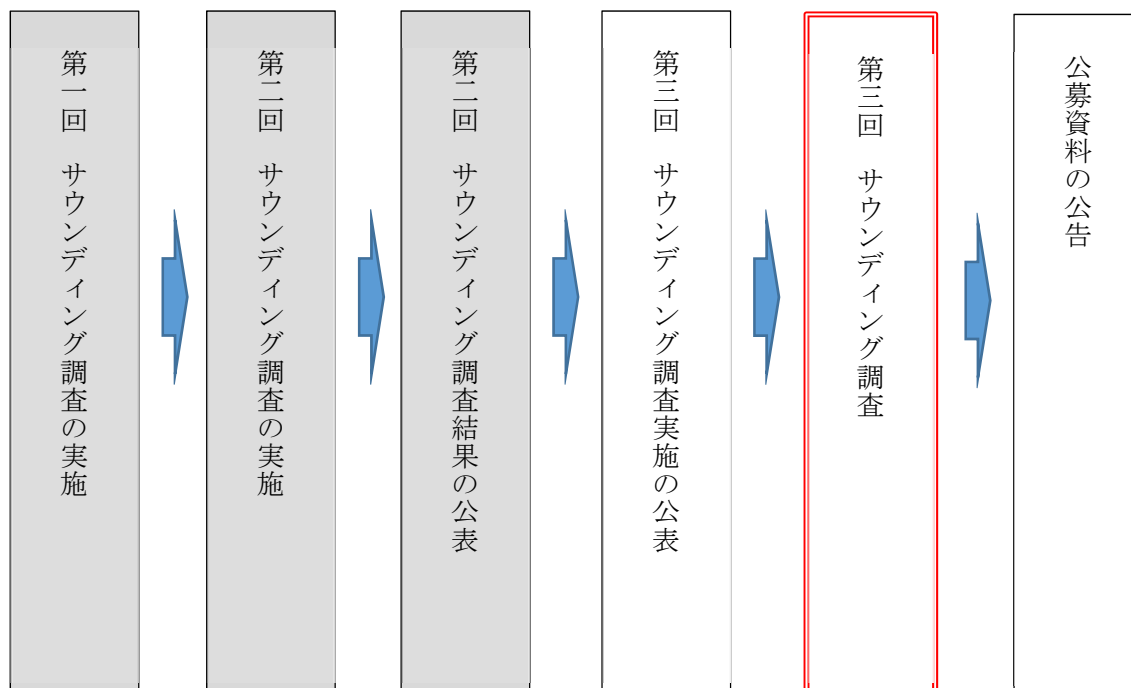 第一回　サウンディング調査の実施
第二回　サウンディング調査の実施
第二回　サウンディング調査結果の公表
第三回　サウンディング調査実施の公表
第三回　サウンディング調査
公募資料の公告